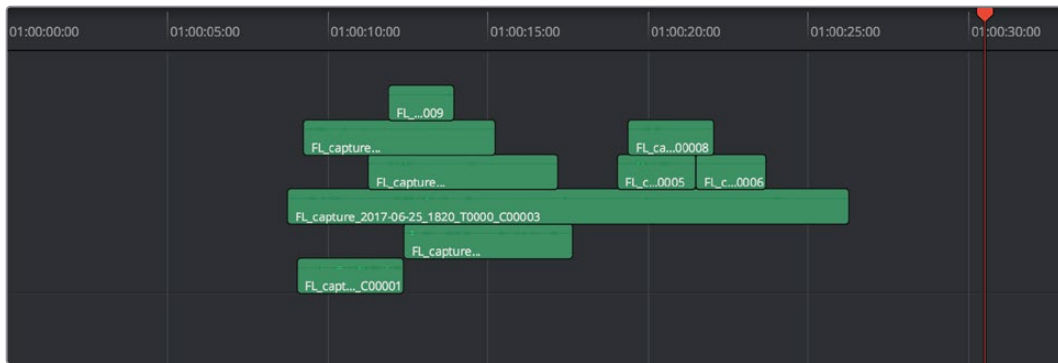 01:00:00:00 01:00:05:00 01:00:10:00 01:00:15:00 01:00:20:00 01:00:25:00 01:00:30:00
FL_...009
FL_capture... FL_ca...00008
FL_capture... FL_c...0005 FL_c...0006
FL_capture_2017-06-25_1820_T0000_C00003
FL_capture...
FL_capt..._C00001